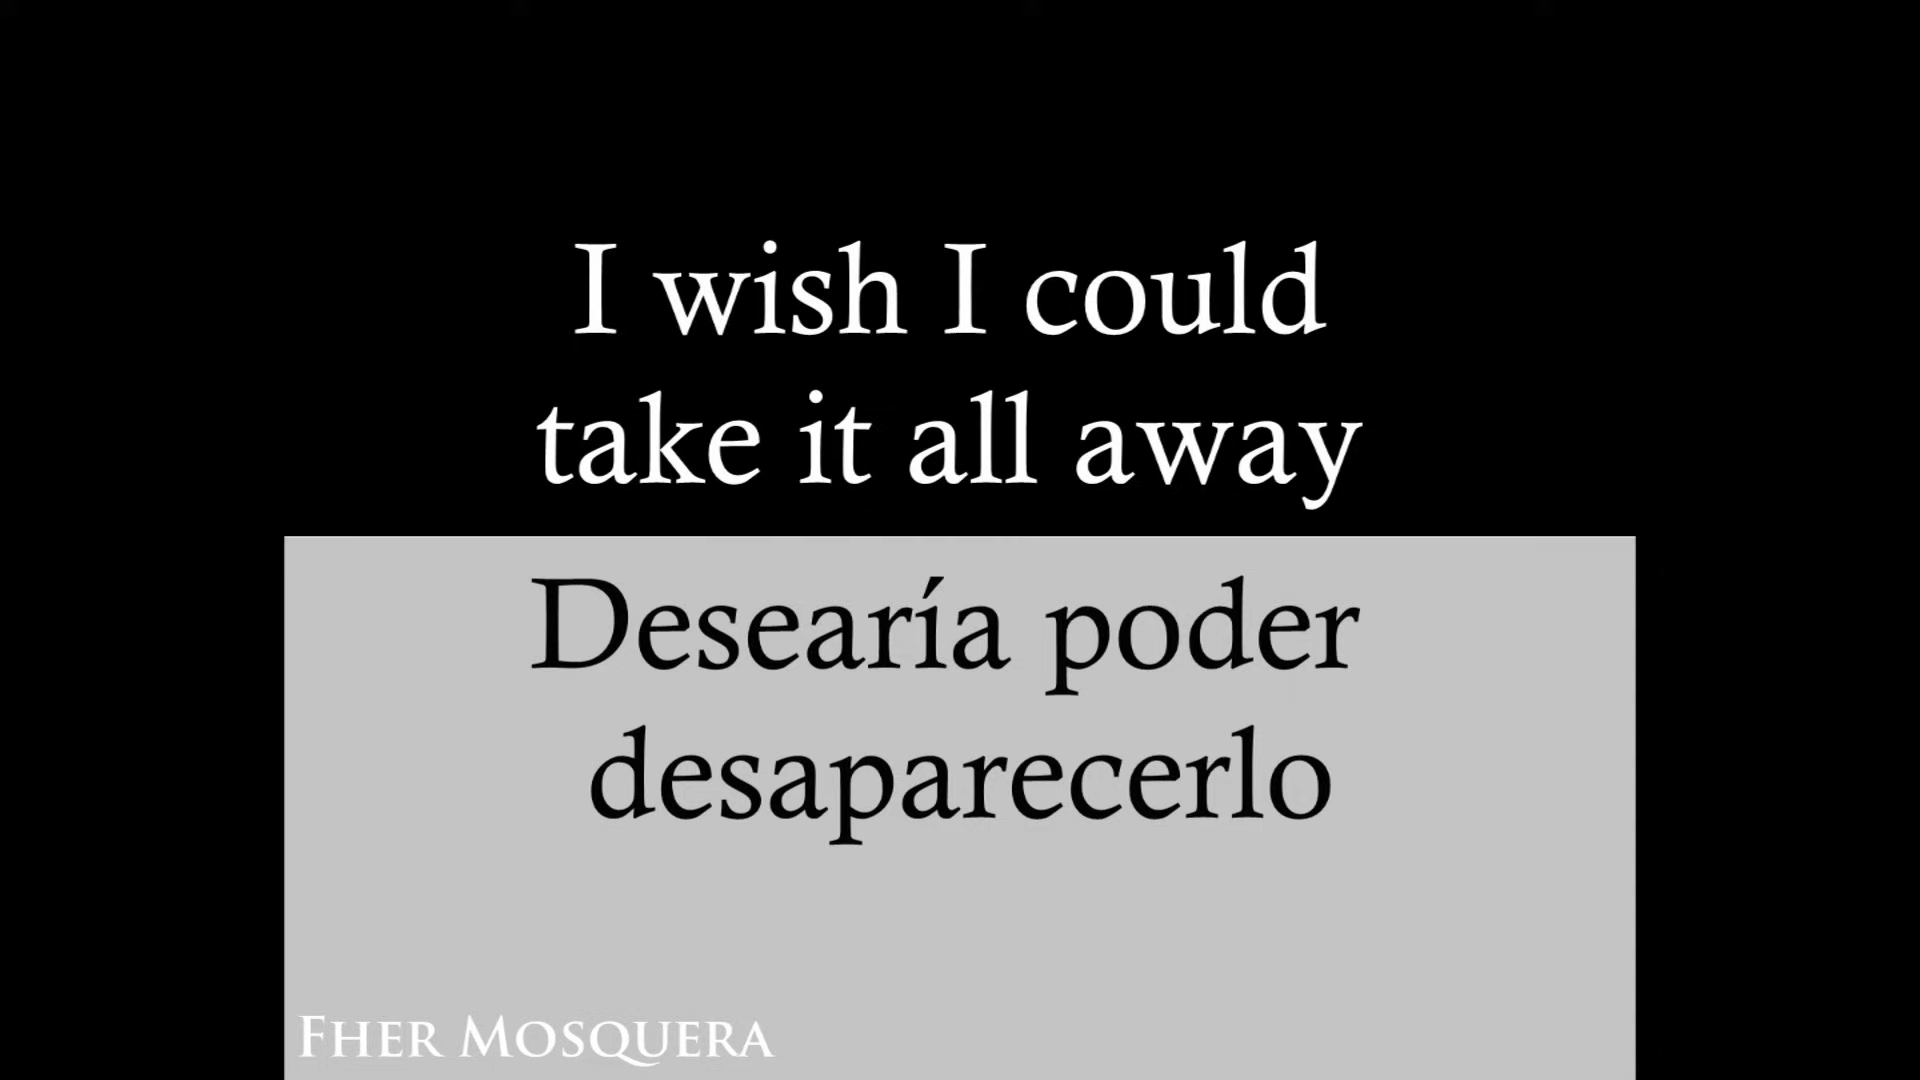 I wish I could
take it all away
Desearía poder
desaparecerlo
FHER MOSQUERA